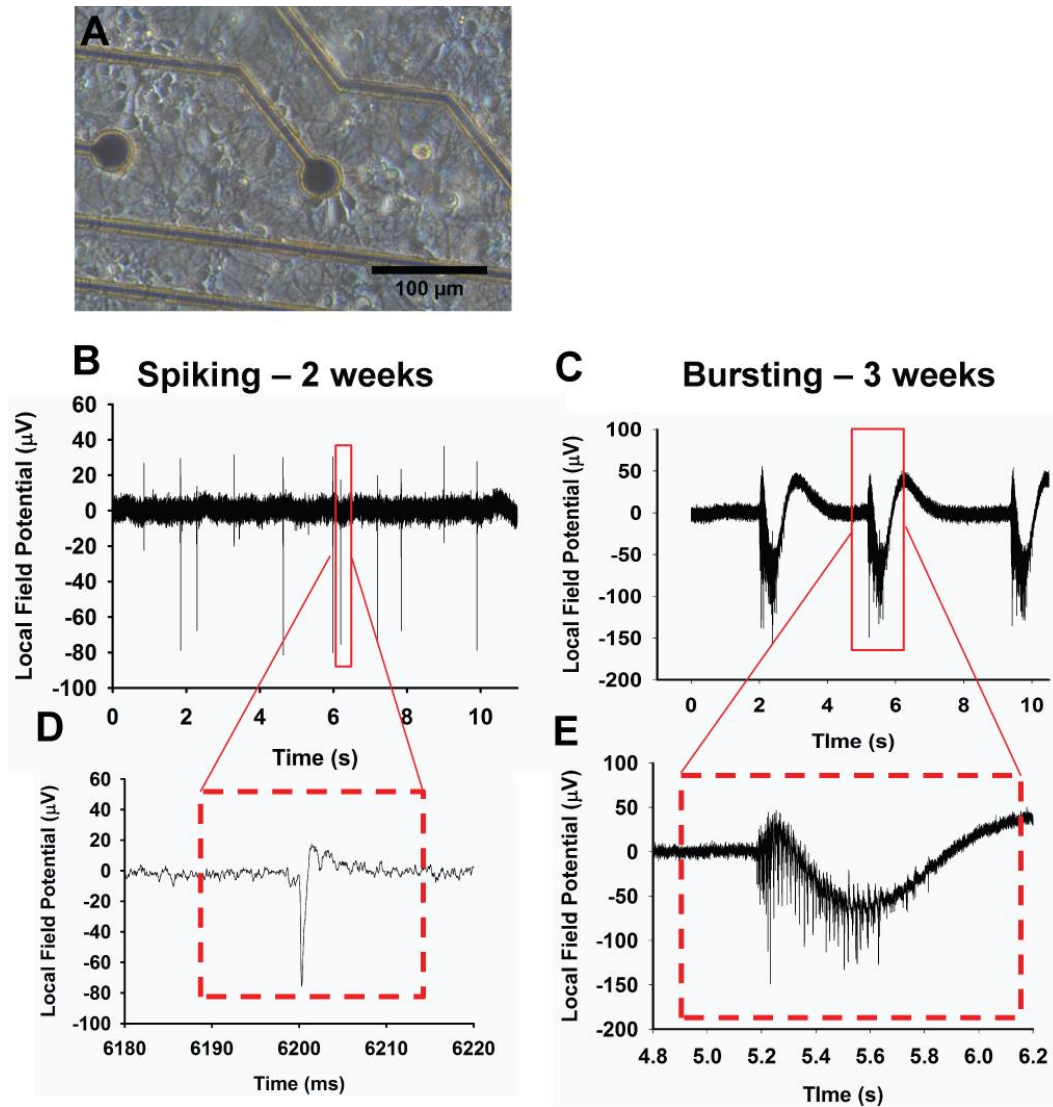 A
100 µm
B
Spiking – 2 weeks
60
40
20
0
-20
-40
-60
-80
-100
Local Field Potential (µV)
0 2 4 6 8 10
Time (s)
C
Bursting – 3 weeks
100
50
0
-50
-100
-150
-200
Local Field Potential (µV)
0 2 4 6 8 10
TIme (s)
D
60
40
20
0
-20
-40
-60
-80
-100
Local Field Potential (µV)
6180 6190 6200 6210 6220
Time (ms)
E
100
50
0
-50
-100
-150
-200
Local Field Potential (µV)
4.8 5.0 5.2 5.4 5.6 5.8 6.0 6.2
TIme (s)